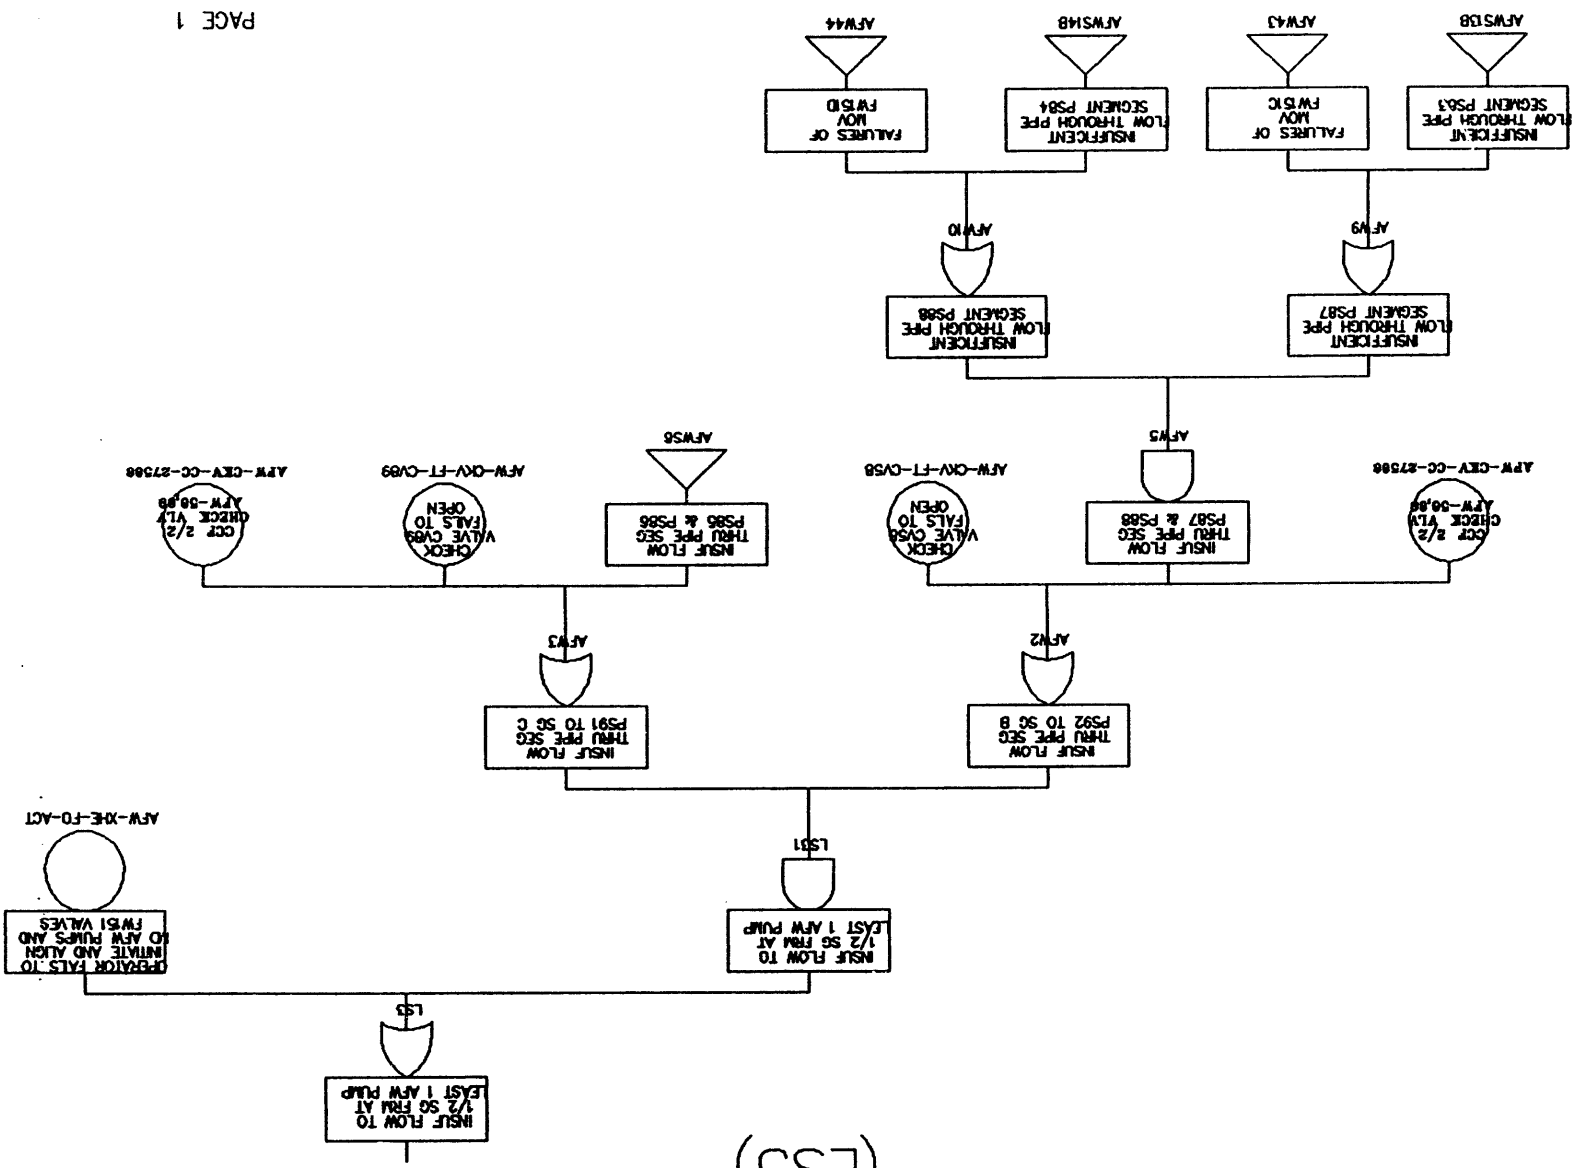 (LS3)
INSUF FLOW TO
1/2 SG FRM AT
LEAST 1 AFW PUMP
LS3
INSUF FLOW TO
1/2 SG FRM AT
LEAST 1 AFW PUMP
LS31
OPERATOR FAILS TO
INITIATE AND ALIGN
MD AFW PUMPS AND
FW151 VALVES
AFW-XHE-FO-ACT
INSUF FLOW
THRU PIPE SEG
PS92 TO SG B
AFW2
INSUF FLOW
THRU PIPE SEG
PS91 TO SG C
AFW3
CCF 2/2
CHECK VLV
AFW-58,89
AFW-CKV-CC-27588
INSUF FLOW
THRU PIPE SEG
PS87 & PS88
AFW5
CHECK
VALVE CV58
FAILS TO
OPEN
AFW-CKV-FT-CV58
INSUF FLOW
THRU PIPE SEG
PS85 & PS86
AFWS6
CHECK
VALVE CV89
FAILS TO
OPEN
AFW-CKV-FT-CV89
CCF 2/2
CHECK VLV
AFW-58,89
AFW-CKV-CC-27588
INSUFFICIENT
FLOW THROUGH PIPE
SEGMENT PS87
AFW9
INSUFFICIENT
FLOW THROUGH PIPE
SEGMENT PS88
AFW10
INSUFFICIENT
FLOW THROUGH PIPE
SEGMENT PS83
AFWS13B
FAILURES OF
MOV
FW151C
AFW43
INSUFFICIENT
FLOW THROUGH PIPE
SEGMENT PS84
AFWS14B
FAILURES OF
MOV
FW151D
AFW44
PAGE 1